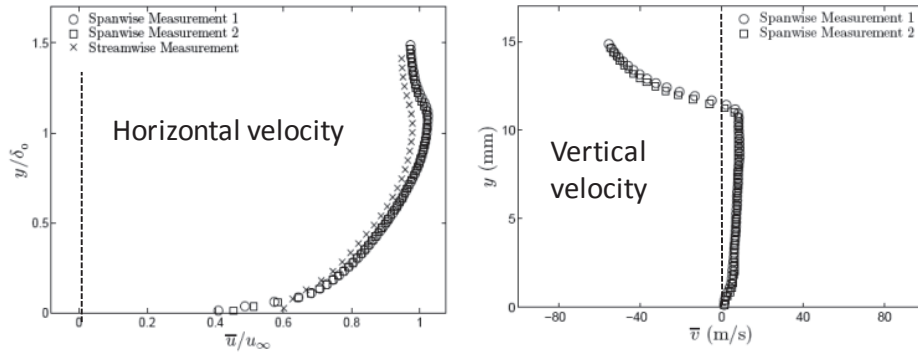 ○ Spanwise Measurement 1
□ Spanwise Measurement 2
× Streamwise Measurement
1.5
1
0.5
0
y/δ₀
Horizontal velocity
0
0.2
0.4
0.6
0.8
1
u̅/u∞
○ Spanwise Measurement 1
□ Spanwise Measurement 2
15
10
5
0
y (mm)
Vertical
velocity
−80
−40
0
40
80
v̅ (m/s)